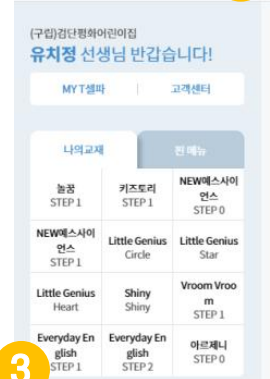 (구립)검단평화어린이집
유치정 선생님 반갑습니다!
MY T셀파
고객센터
나의교재
찐 메뉴
놀꿍
STEP 1
키즈토리
STEP 1
NEW예스사이
언스
STEP 0
NEW예스사이
언스
STEP 1
Little Genius
Circle
Little Genius
Star
Little Genius
Heart
Shiny
Shiny
Vroom Vroo
m
STEP 1
Everyday En
glish
STEP 1
Everyday En
glish
STEP 2
아르제니
STEP 0
3